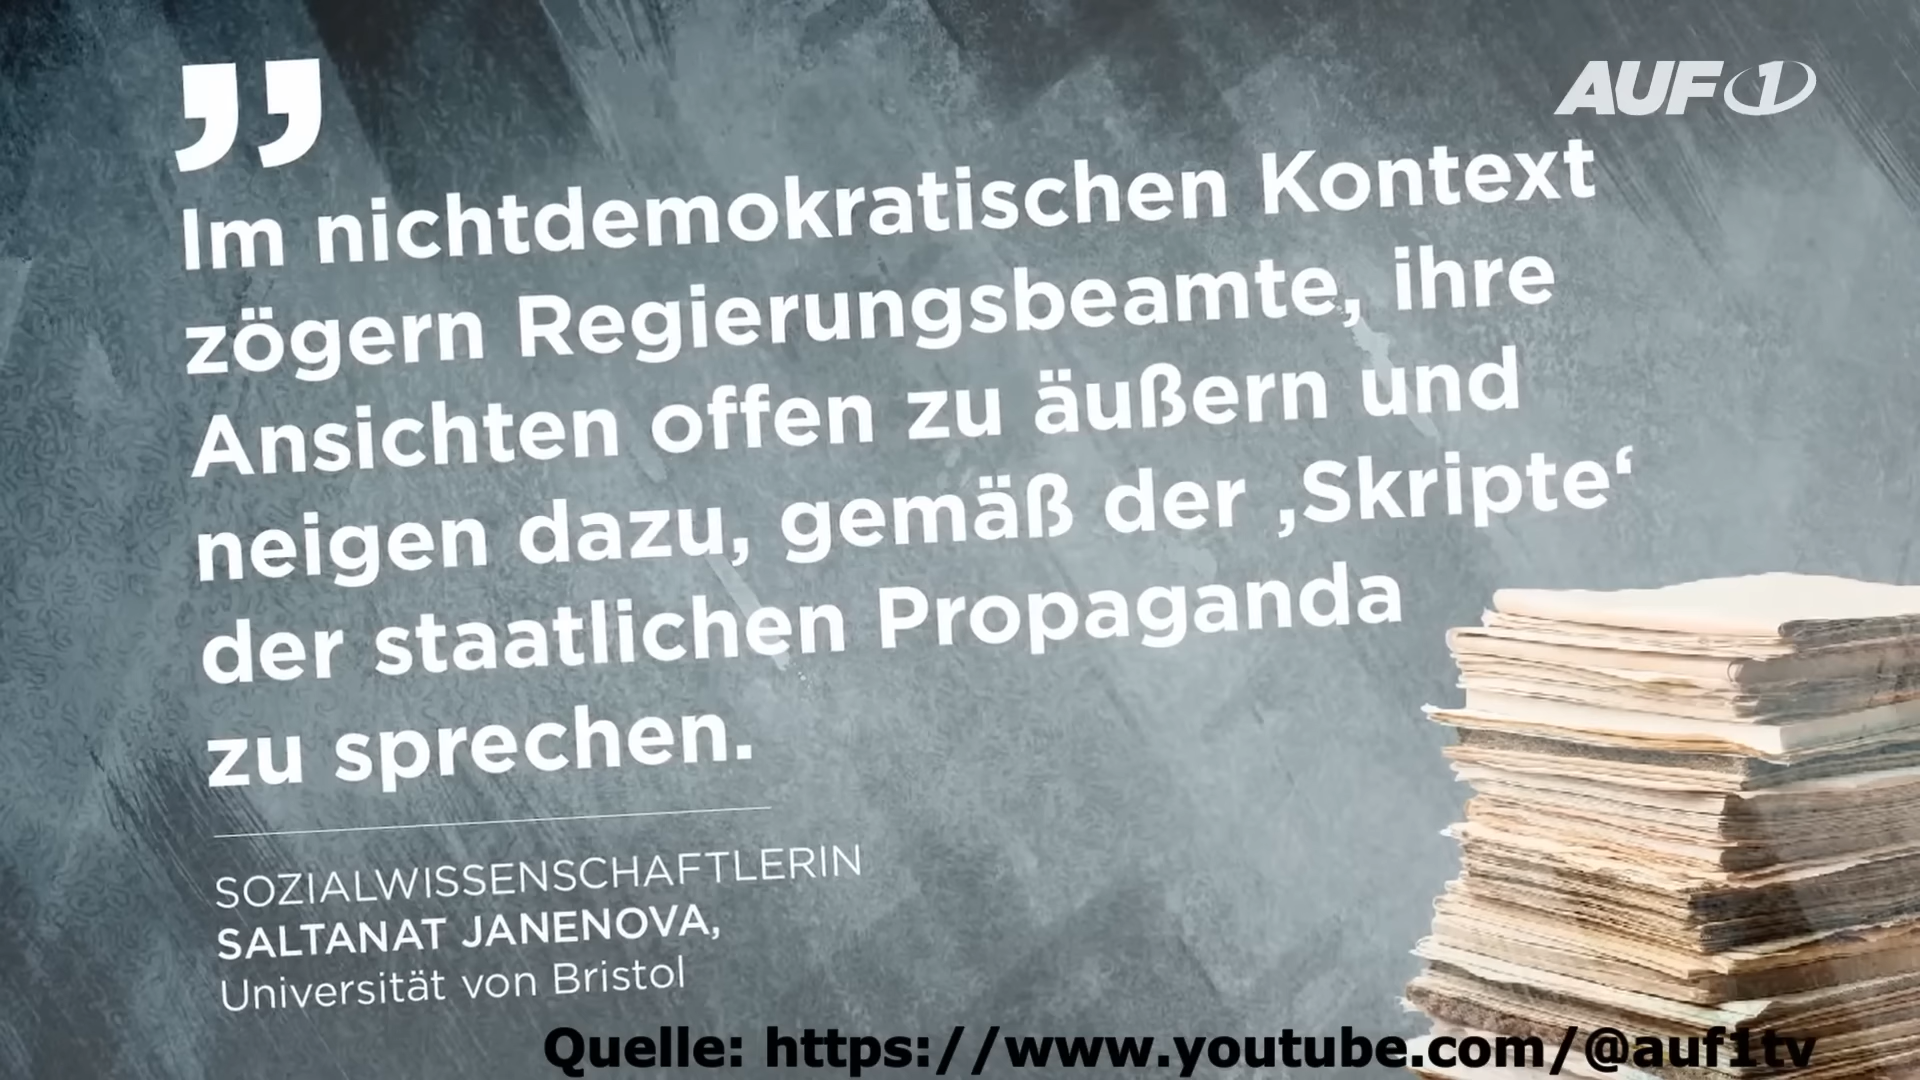 ”
AUF1
Im nichtdemokratischen Kontext
zögern Regierungsbeamte, ihre
Ansichten offen zu äußern und
neigen dazu, gemäß der ‚Skripte‘
der staatlichen Propaganda
zu sprechen.
SOZIALWISSENSCHAFTLERIN
SALTANAT JANENOVA,
Universität von Bristol
Quelle: https://www.youtube.com/@auf1tv